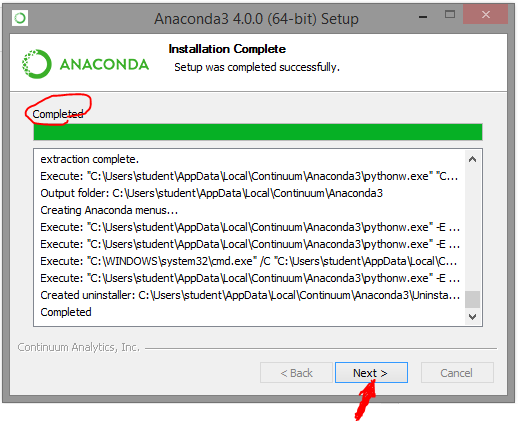 Anaconda3 4.0.0 (64-bit) Setup
ANACONDA
Installation Complete
Setup was completed successfully.
Completed
extraction complete.
Execute: "C:\Users\student\AppData\Local\Continuum\Anaconda3\pythonw.exe" "C...
Output folder: C:\Users\student\AppData\Local\Continuum\Anaconda3
Creating Anaconda menus...
Execute: "C:\Users\student\AppData\Local\Continuum\Anaconda3\pythonw.exe" -E ...
Execute: "C:\Users\student\AppData\Local\Continuum\Anaconda3\pythonw.exe" -E ...
Execute: "C:\WINDOWS\system32\cmd.exe" /C "C:\Users\student\AppData\Local\C...
Execute: "C:\Users\student\AppData\Local\Continuum\Anaconda3\pythonw.exe" -E ...
Created uninstaller: C:\Users\student\AppData\Local\Continuum\Anaconda3\Uninsta...
Completed
Continuum Analytics, Inc.
< Back
Next >
Cancel